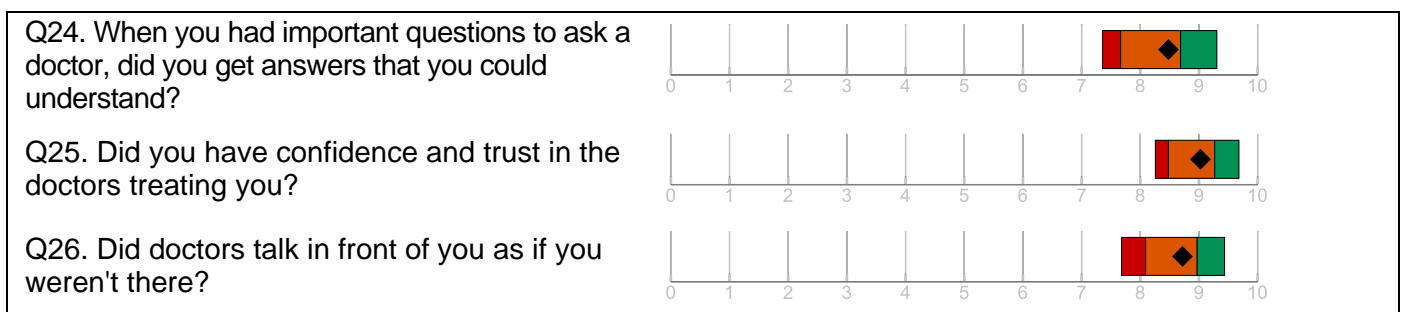 Q24. When you had important questions to ask a
doctor, did you get answers that you could
understand?
0 1 2 3 4 5 6 7 8 9 10
Q25. Did you have confidence and trust in the
doctors treating you?
0 1 2 3 4 5 6 7 8 9 10
Q26. Did doctors talk in front of you as if you
weren't there?
0 1 2 3 4 5 6 7 8 9 10